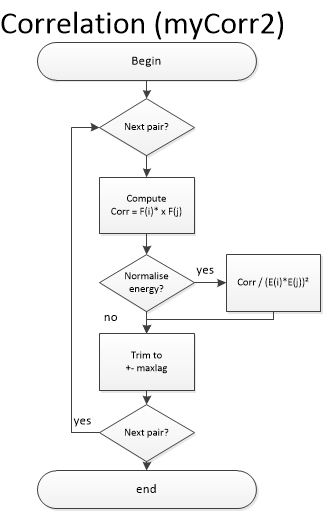 Correlation (myCorr2)
Begin
Next pair?
Compute
Corr = F(i)* x F(j)
Normalise
energy?
yes
Corr / (E(i)*E(j))²
no
Trim to
+- maxlag
yes
Next pair?
end